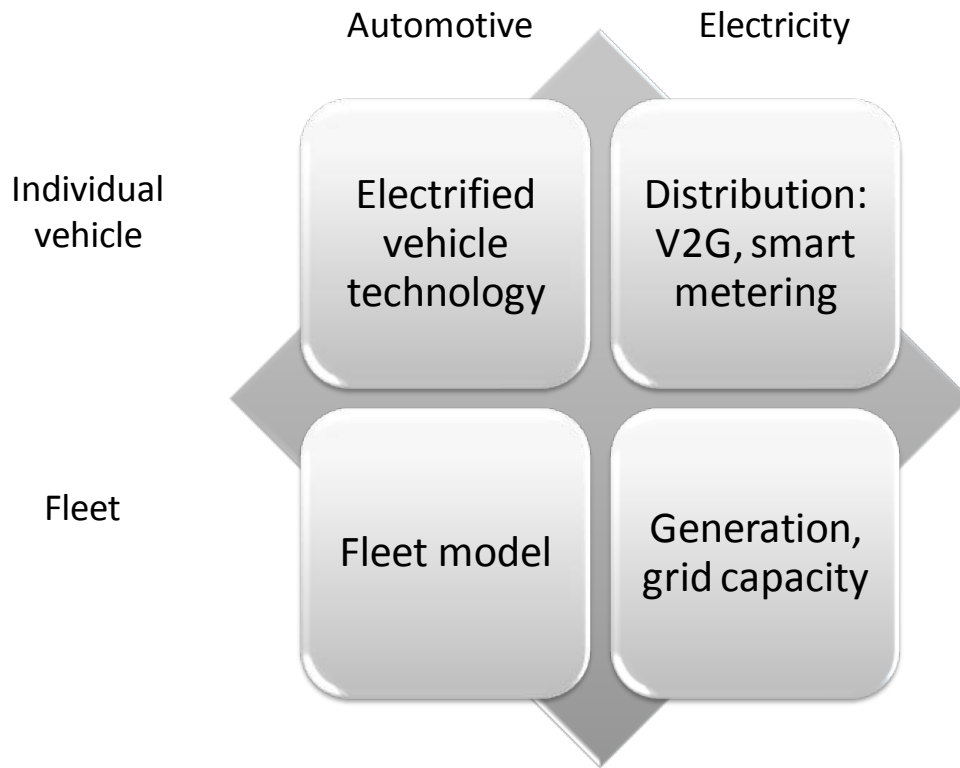 Automotive
Electricity
Individual
vehicle
Electrified
vehicle
technology
Distribution:
V2G, smart
metering
Fleet
Fleet model
Generation,
grid capacity